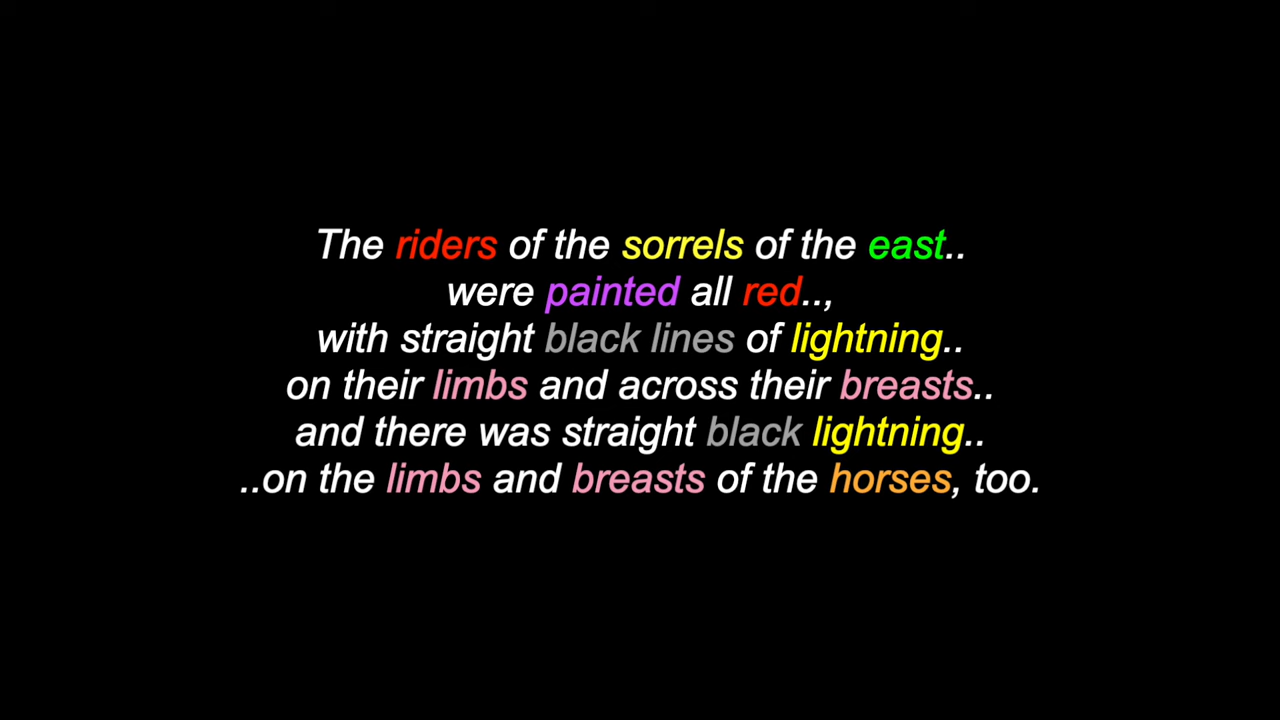 The riders of the sorrels of the east..
were painted all red..,
with straight black lines of lightning..
on their limbs and across their breasts..
and there was straight black lightning..
..on the limbs and breasts of the horses, too.